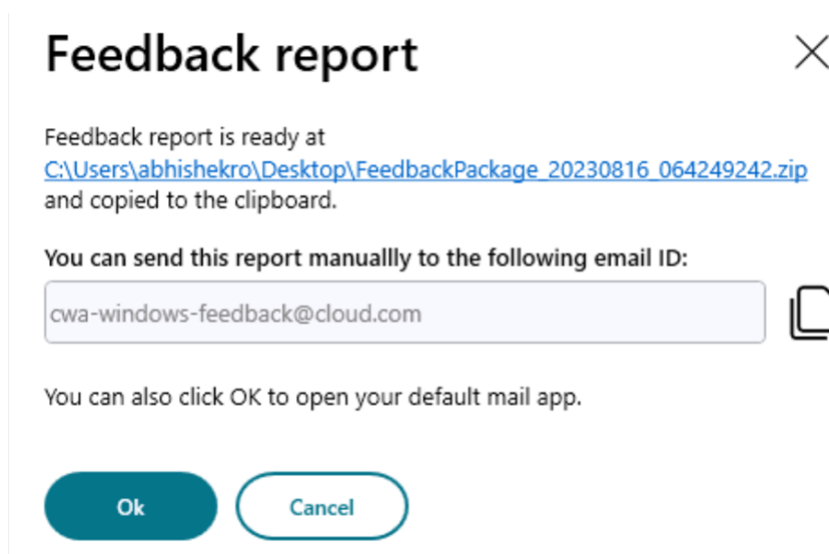 Feedback report
Feedback report is ready at
C:\Users\abhishekro\Desktop\FeedbackPackage_20230816_064249242.zip
and copied to the clipboard.
You can send this report manuallly to the following email ID:
cwa-windows-feedback@cloud.com
You can also click OK to open your default mail app.
Ok
Cancel